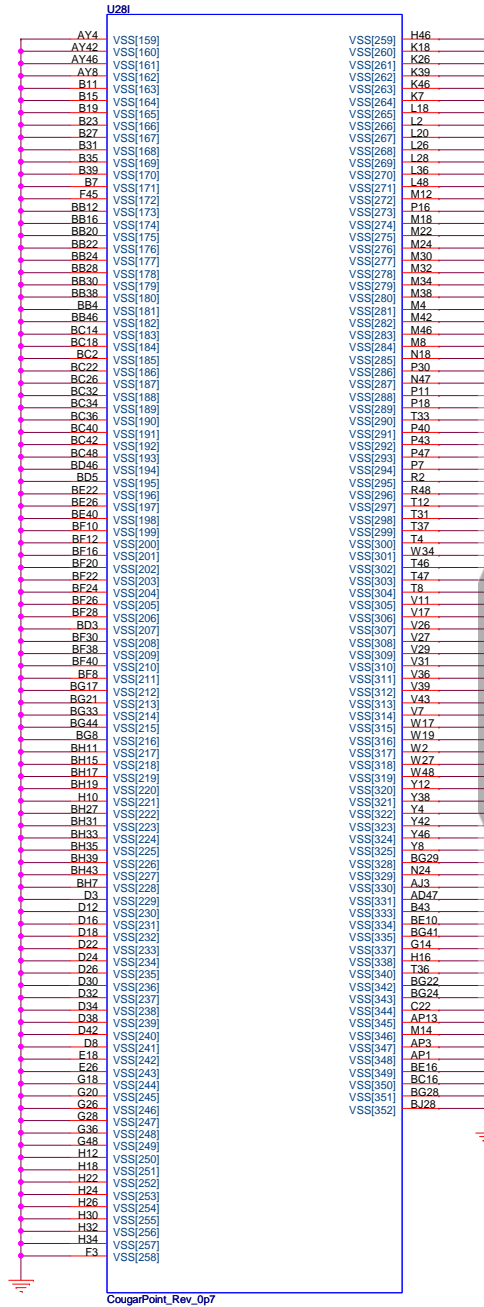 U28I
AY4 VSS[159] VSS[259] H46
AY42 VSS[160] VSS[260] K18
AY46 VSS[161] VSS[261] K26
AY8 VSS[162] VSS[262] K39
B11 VSS[163] VSS[263] K46
B15 VSS[164] VSS[264] K7
B19 VSS[165] VSS[265] L18
B23 VSS[166] VSS[266] L2
B27 VSS[167] VSS[267] L20
B31 VSS[168] VSS[268] L26
B35 VSS[169] VSS[269] L28
B39 VSS[170] VSS[270] L36
B7 VSS[171] VSS[271] L48
F45 VSS[172] VSS[272] M12
BB12 VSS[173] VSS[273] P16
BB16 VSS[174] VSS[274] M18
BB20 VSS[175] VSS[275] M22
BB22 VSS[176] VSS[276] M24
BB24 VSS[177] VSS[277] M30
BB28 VSS[178] VSS[278] M32
BB30 VSS[179] VSS[279] M34
BB38 VSS[180] VSS[280] M38
BB4 VSS[181] VSS[281] M4
BB46 VSS[182] VSS[282] M42
BC14 VSS[183] VSS[283] M46
BC18 VSS[184] VSS[284] M8
BC2 VSS[185] VSS[285] N18
BC22 VSS[186] VSS[286] P30
BC26 VSS[187] VSS[287] N47
BC32 VSS[188] VSS[288] P11
BC34 VSS[189] VSS[289] P18
BC36 VSS[190] VSS[290] T33
BC40 VSS[191] VSS[291] P40
BC42 VSS[192] VSS[292] P43
BC48 VSS[193] VSS[293] P47
BD46 VSS[194] VSS[294] P7
BD5 VSS[195] VSS[295] R2
BE22 VSS[196] VSS[296] R48
BE26 VSS[197] VSS[297] T12
BE40 VSS[198] VSS[298] T31
BF10 VSS[199] VSS[299] T37
BF12 VSS[200] VSS[300] T4
BF16 VSS[201] VSS[301] W34
BF20 VSS[202] VSS[302] T46
BF22 VSS[203] VSS[303] T47
BF24 VSS[204] VSS[304] T8
BF26 VSS[205] VSS[305] V11
BF28 VSS[206] VSS[306] V17
BD3 VSS[207] VSS[307] V26
BF30 VSS[208] VSS[308] V27
BF38 VSS[209] VSS[309] V29
BF40 VSS[210] VSS[310] V31
BF8 VSS[211] VSS[311] V36
BG17 VSS[212] VSS[312] V39
BG21 VSS[213] VSS[313] V43
BG33 VSS[214] VSS[314] V7
BG44 VSS[215] VSS[315] W17
BG8 VSS[216] VSS[316] W19
BH11 VSS[217] VSS[317] W2
BH15 VSS[218] VSS[318] W27
BH17 VSS[219] VSS[319] W48
BH19 VSS[220] VSS[320] Y12
H10 VSS[221] VSS[321] Y38
BH27 VSS[222] VSS[322] Y4
BH31 VSS[223] VSS[323] Y42
BH33 VSS[224] VSS[324] Y46
BH35 VSS[225] VSS[325] Y8
BH39 VSS[226] VSS[328] BG29
BH43 VSS[227] VSS[329] N24
BH7 VSS[228] VSS[330] AJ3
D3 VSS[229] VSS[331] AD47
D12 VSS[230] VSS[333] B43
D16 VSS[231] VSS[334] BE10
D18 VSS[232] VSS[335] BG41
D22 VSS[233] VSS[337] G14
D24 VSS[234] VSS[338] H16
D26 VSS[235] VSS[340] T36
D30 VSS[236] VSS[342] BG22
D32 VSS[237] VSS[343] BG24
D34 VSS[238] VSS[344] C22
D38 VSS[239] VSS[345] AP13
D42 VSS[240] VSS[346] M14
D8 VSS[241] VSS[347] AP3
E18 VSS[242] VSS[348] AP1
E26 VSS[243] VSS[349] BE16
G18 VSS[244] VSS[350] BC16
G20 VSS[245] VSS[351] BG28
G26 VSS[246] VSS[352] BJ28
G28 VSS[247]
G36 VSS[248]
G48 VSS[249]
H12 VSS[250]
H18 VSS[251]
H22 VSS[252]
H24 VSS[253]
H26 VSS[254]
H30 VSS[255]
H32 VSS[256]
H34 VSS[257]
F3 VSS[258]
CougarPoint_Rev_0p7